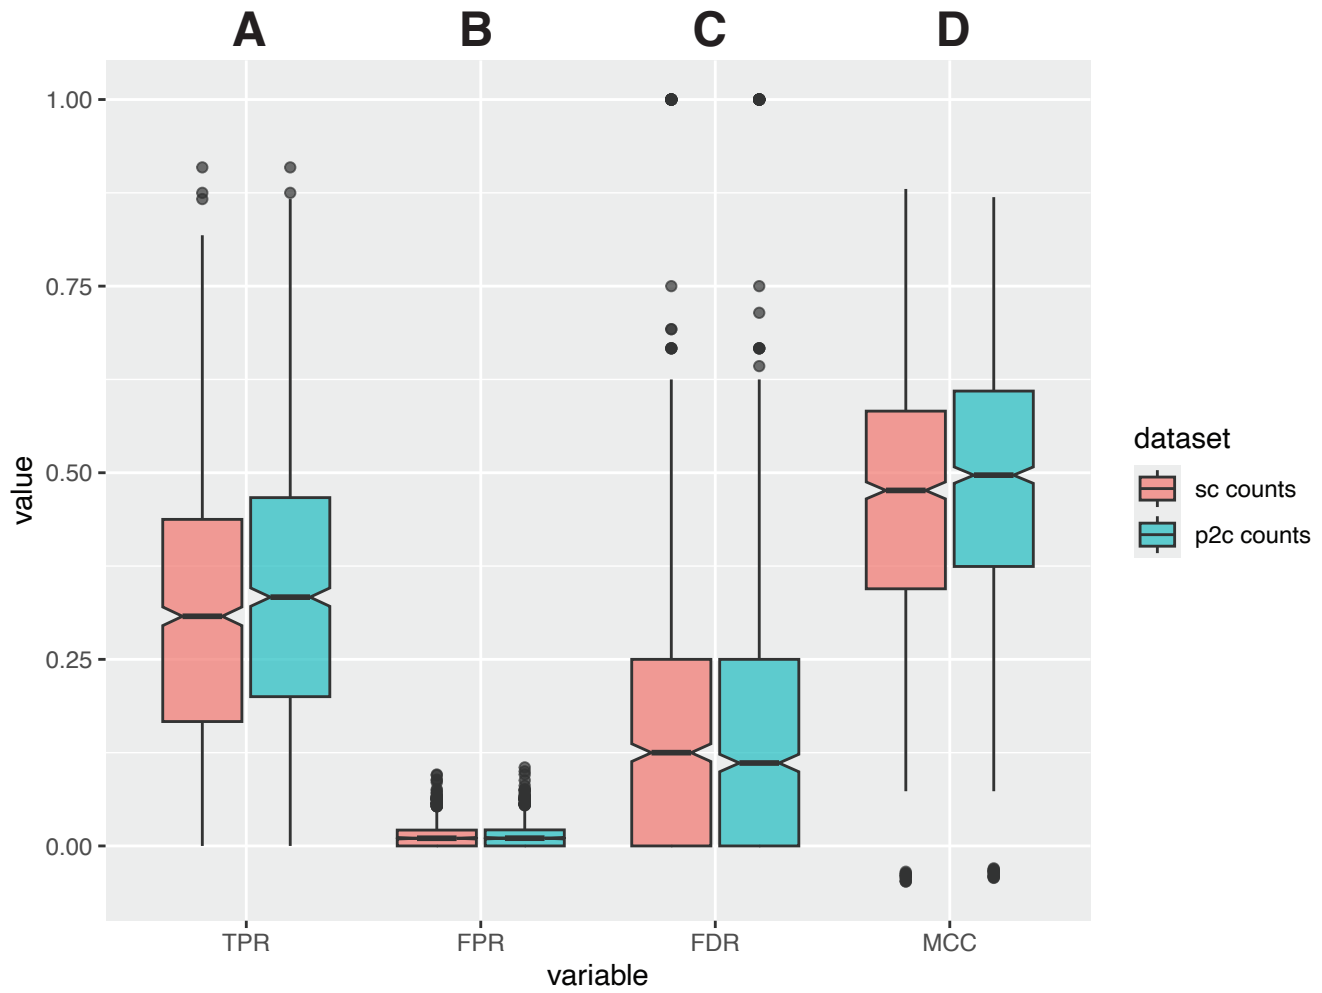 A B C D
1.00
0.75
0.50
0.25
0.00
value
TPR FPR FDR MCC
variable
dataset
sc counts
p2c counts